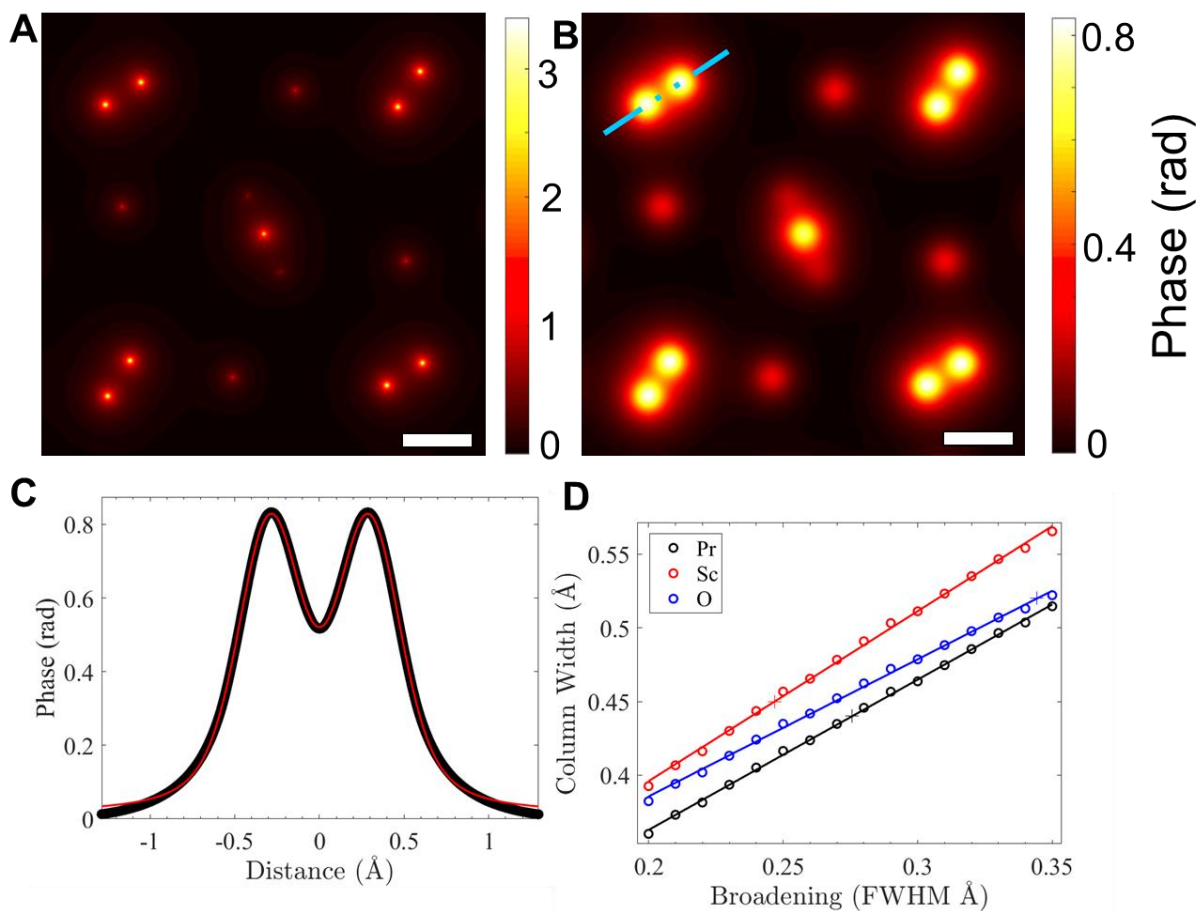 A
3
2
1
0
B
0.8
0.4
0
Phase (rad)
C
0.8
0.6
0.4
0.2
0
-1
-0.5
0
0.5
1
Phase (rad)
Distance (Å)
D
Pr
Sc
O
0.55
0.5
0.45
0.4
0.2
0.25
0.3
0.35
Column Width (Å)
Broadening (FWHM Å)